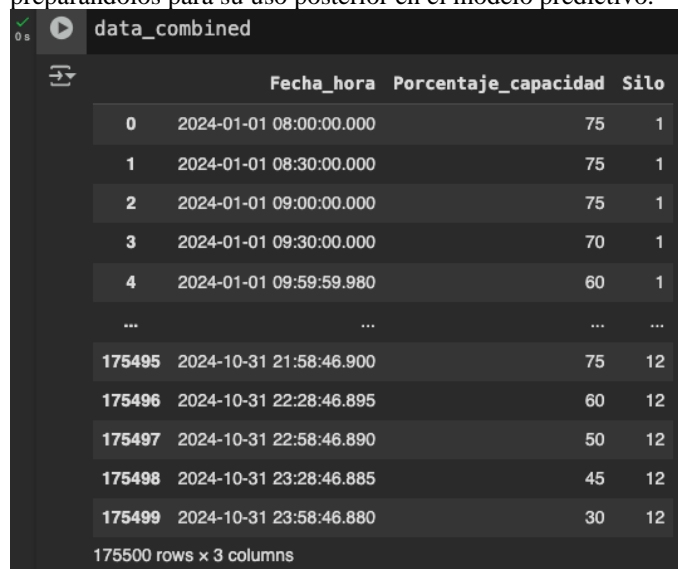 preparándolos para su uso posterior en el modelo predictivo.
0 s data_combined
Fecha_hora Porcentaje_capacidad Silo
0 2024-01-01 08:00:00.000 75 1
1 2024-01-01 08:30:00.000 75 1
2 2024-01-01 09:00:00.000 75 1
3 2024-01-01 09:30:00.000 70 1
4 2024-01-01 09:59:59.980 60 1
... ... ... ...
175495 2024-10-31 21:58:46.900 75 12
175496 2024-10-31 22:28:46.895 60 12
175497 2024-10-31 22:58:46.890 50 12
175498 2024-10-31 23:28:46.885 45 12
175499 2024-10-31 23:58:46.880 30 12
175500 rows × 3 columns